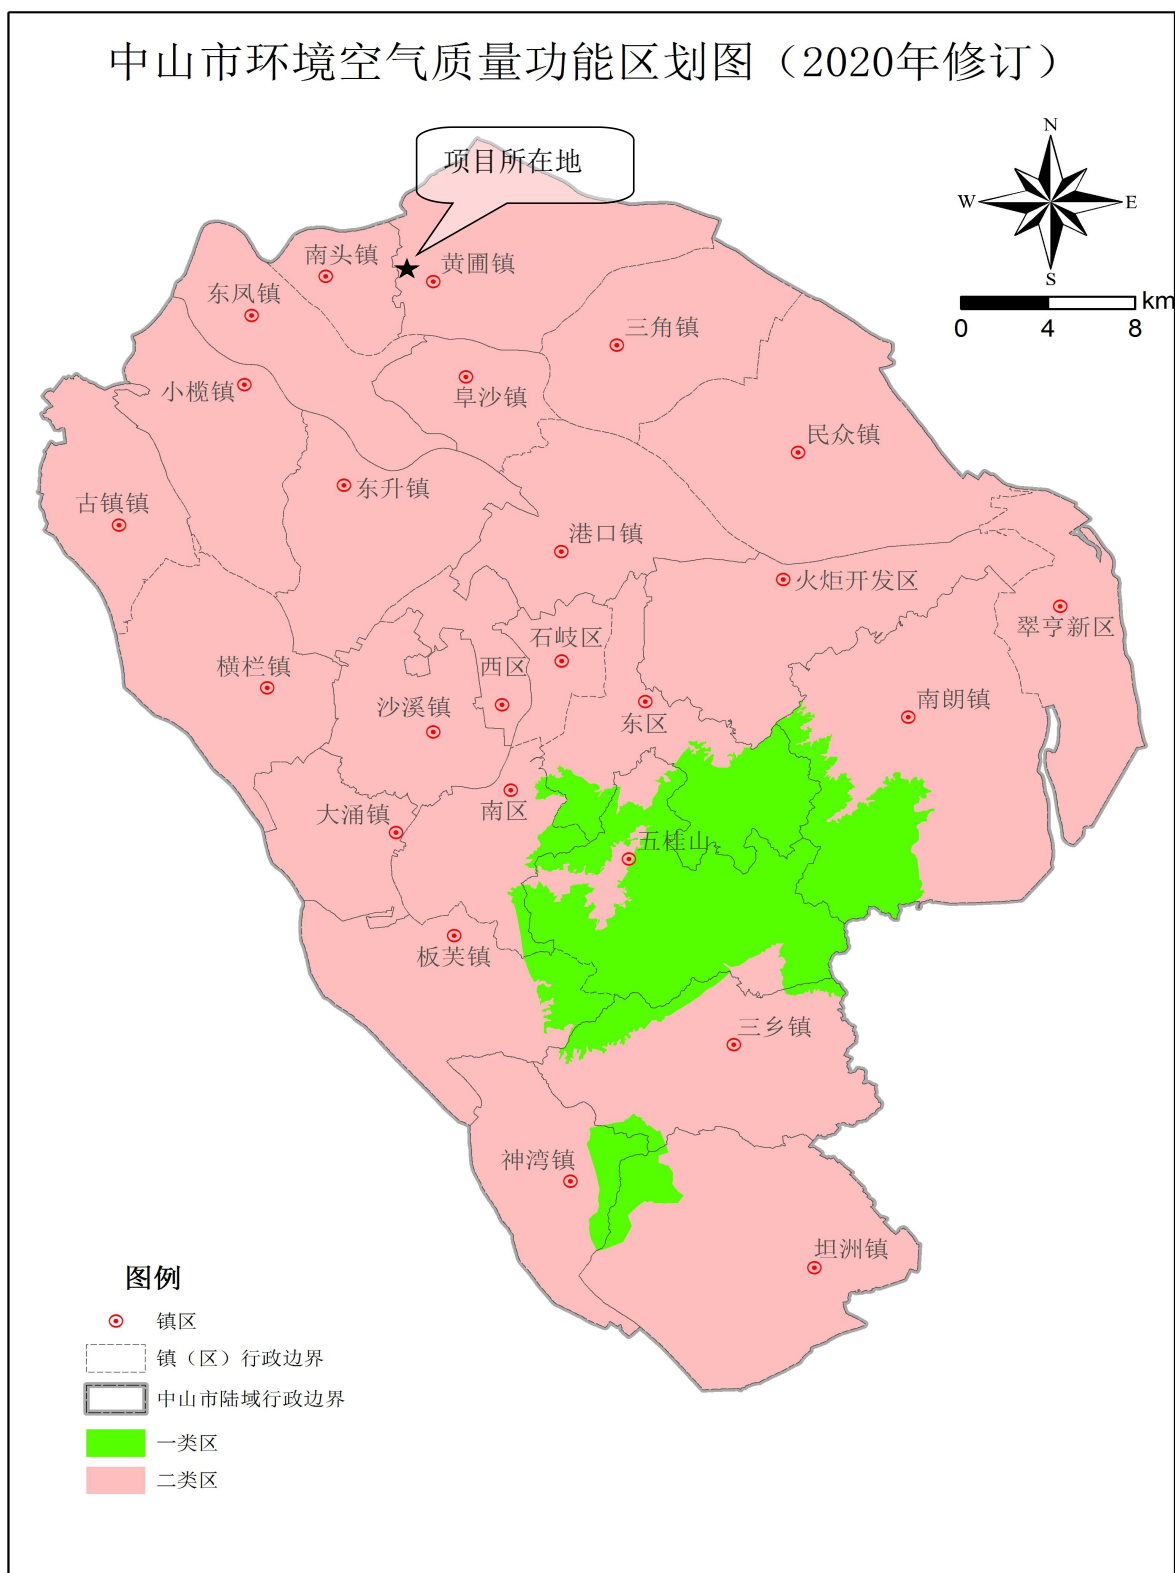 中山市环境空气质量功能区划图（2020年修订）
项目所在地
N
W
E
S
km
0
4
8
南头镇
黄圃镇
东凤镇
三角镇
小榄镇
阜沙镇
民众镇
东升镇
古镇镇
港口镇
火炬开发区
翠亨新区
石岐区
横栏镇
西区
沙溪镇
东区
南朗镇
大涌镇
南区
五桂山
板芙镇
三乡镇
神湾镇
坦洲镇
图例
镇区
镇（区）行政边界
中山市陆域行政边界
一类区
二类区